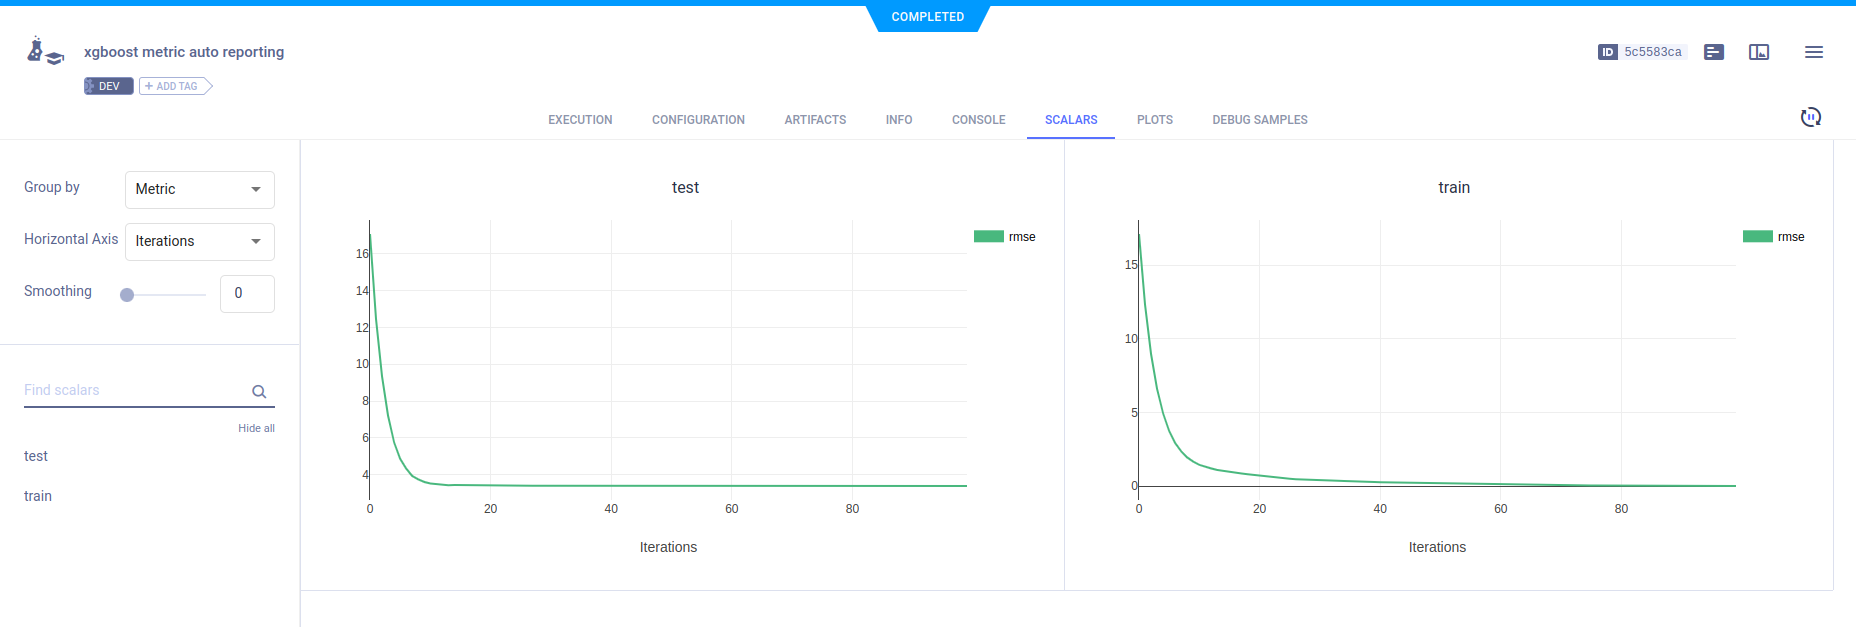 COMPLETED
xgboost metric auto reporting
ID 5c5583ca
DEV + ADD TAG
EXECUTION CONFIGURATION ARTIFACTS INFO CONSOLE SCALARS PLOTS DEBUG SAMPLES
Group by Metric
Horizontal Axis Iterations
Smoothing 0
Find scalars
Hide all
test
train
test
rmse
16
14
12
10
8
6
4
0 20 40 60 80
Iterations
train
rmse
15
10
5
0
0 20 40 60 80
Iterations